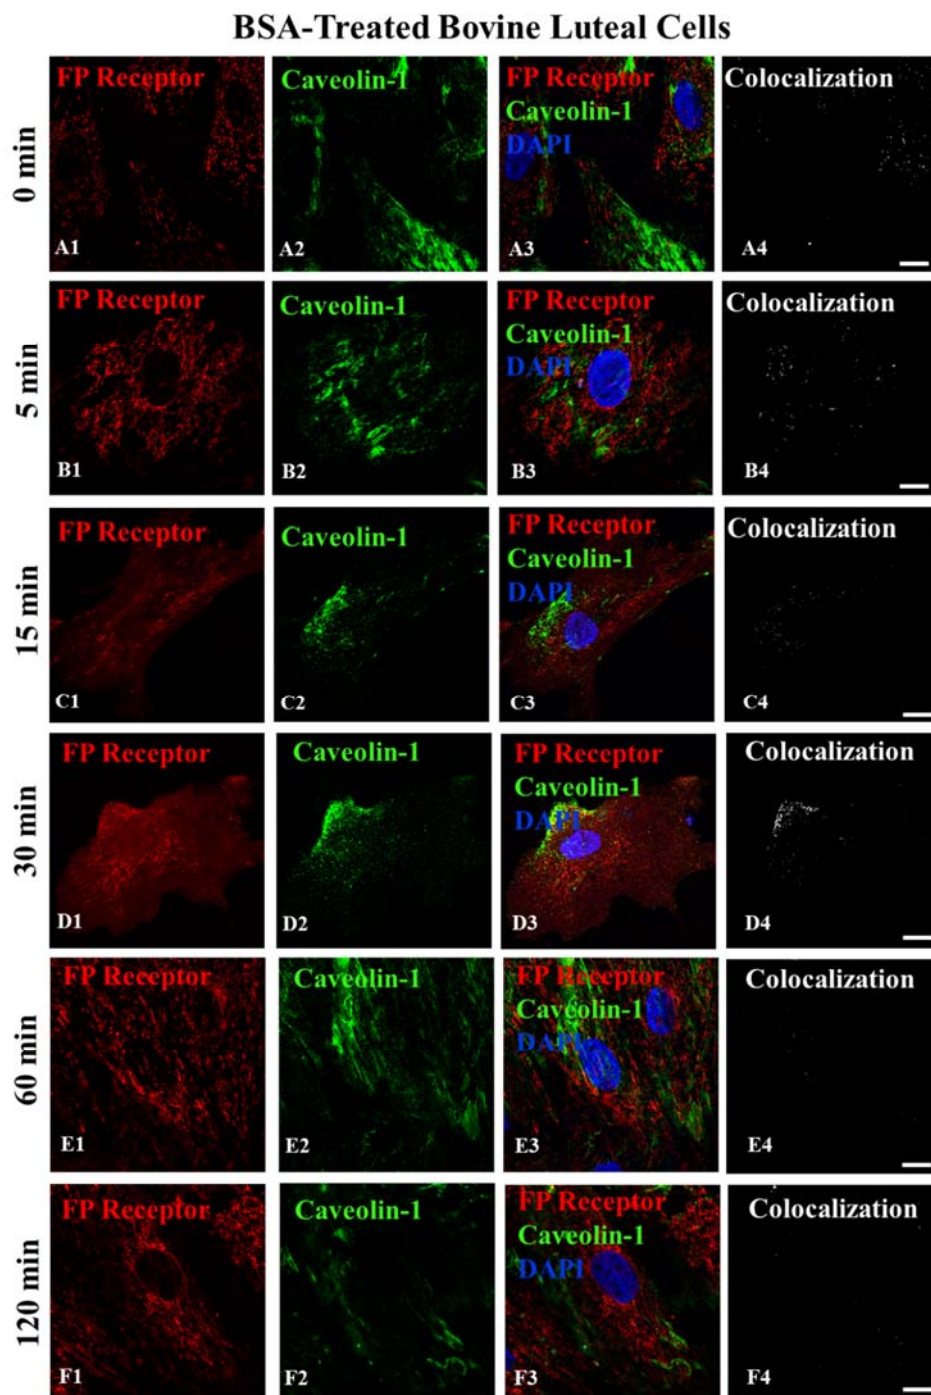 BSA-Treated Bovine Luteal Cells
0 min
FP Receptor
A1
Caveolin-1
A2
FP Receptor
Caveolin-1
DAPI
A3
Colocalization
A4
5 min
FP Receptor
B1
Caveolin-1
B2
FP Receptor
Caveolin-1
DAPI
B3
Colocalization
B4
15 min
FP Receptor
C1
Caveolin-1
C2
FP Receptor
Caveolin-1
DAPI
C3
Colocalization
C4
30 min
FP Receptor
D1
Caveolin-1
D2
FP Receptor
Caveolin-1
DAPI
D3
Colocalization
D4
60 min
FP Receptor
E1
Caveolin-1
E2
FP Receptor
Caveolin-1
DAPI
E3
Colocalization
E4
120 min
FP Receptor
F1
Caveolin-1
F2
FP Receptor
Caveolin-1
DAPI
F3
Colocalization
F4